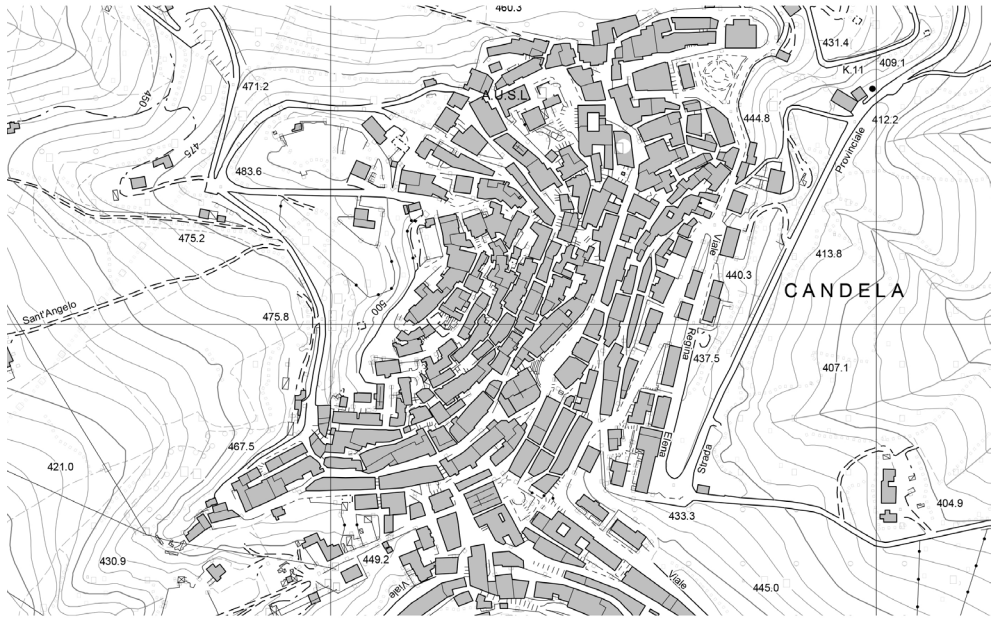 460.3
431.4
409.1
K.11
471.2
450
A.U.S.L.
412.2
444.8
475
Provinciale
483.6
475.2
Viale
413.8
440.3
CANDELA
Sant'Angelo
475.8
500
Regina
437.5
407.1
467.5
Elena
Strada
421.0
404.9
433.3
430.9
449.2
Viale
Viale
445.0